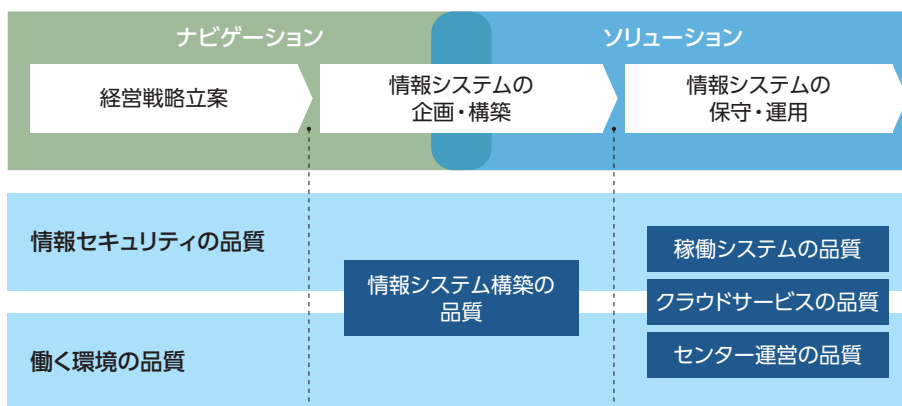 ナビゲーション
ソリューション
経営戦略立案
情報システムの
企画・構築
情報システムの
保守・運用
情報セキュリティの品質
稼働システムの品質
情報システム構築の
品質
クラウドサービスの品質
働く環境の品質
センター運営の品質